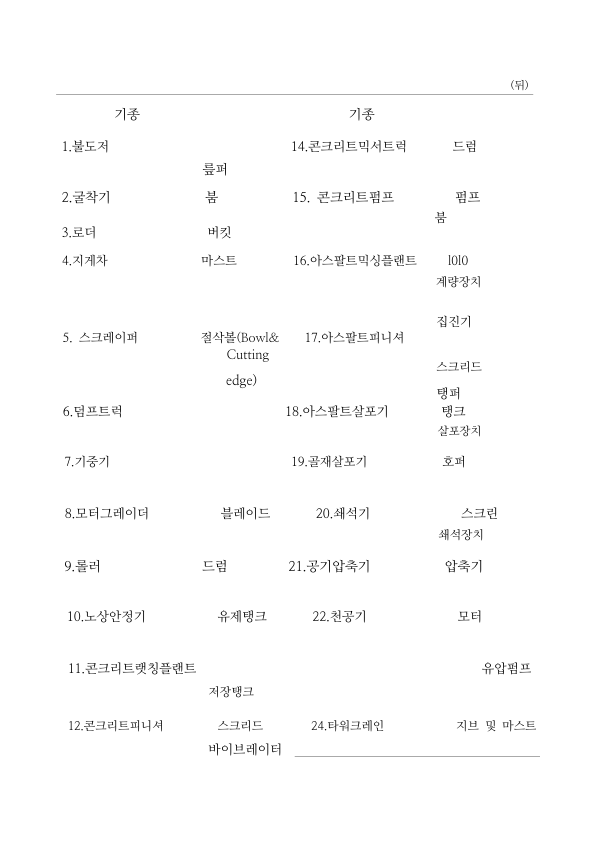 (뒤)
기종 기종
1.불도저 14.콘크리트믹서트럭 드럼
륲퍼
2.굴착기 붐 15. 콘크리트펌프 펌프
붐
3.로더 버킷
4.지게차 마스트 16.아스팔트믹싱플랜트 1010
계량장치
집진기
5. 스크레이퍼 절삭볼(Bowl& 17.아스팔트피니셔
Cutting
스크리드
edge)
탱퍼
6.덤프트럭 18.아스팔트살포기 탱크
살포장치
7.기중기 19.골재살포기 호퍼
8.모터그레이더 블레이드 20.쇄석기 스크린
쇄석장치
9.롤러 드럼 21.공기압축기 압축기
10.노상안정기 유제탱크 22.천공기 모터
11.콘크리트랫칭플랜트 유압펌프
저장탱크
12.콘크리트피니셔 스크리드 24.타워크레인 지브 및 마스트
바이브레이터